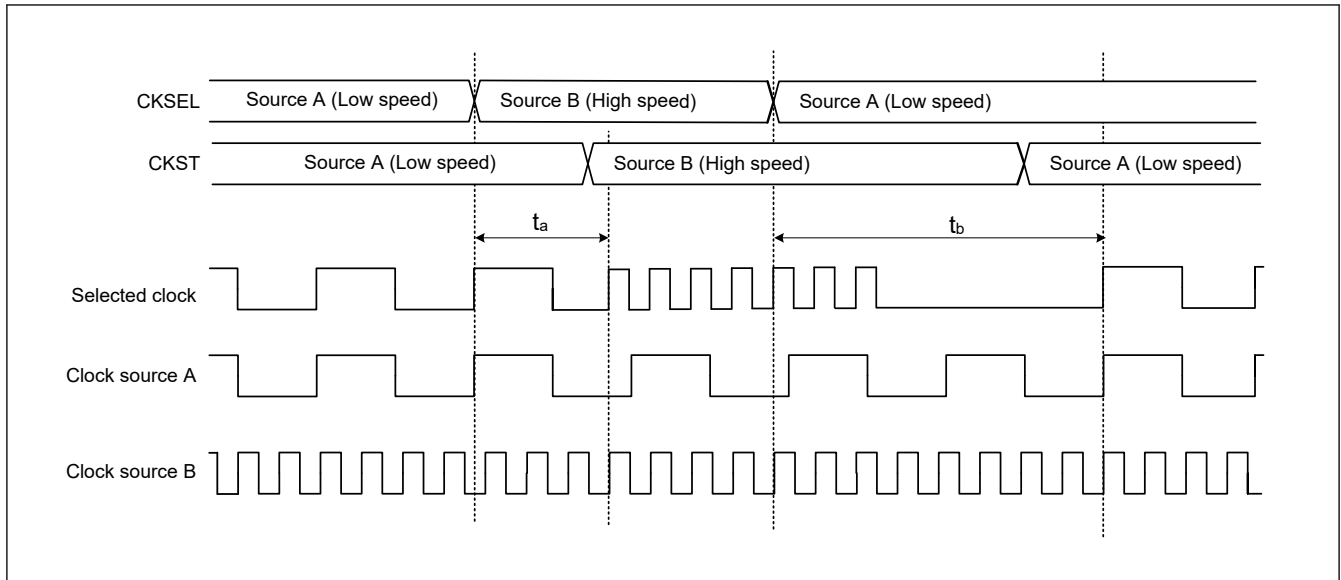 CKSEL Source A (Low speed) Source B (High speed) Source A (Low speed)
CKST Source A (Low speed) Source B (High speed) Source A (Low speed)
ta tb
Selected clock
Clock source A
Clock source B